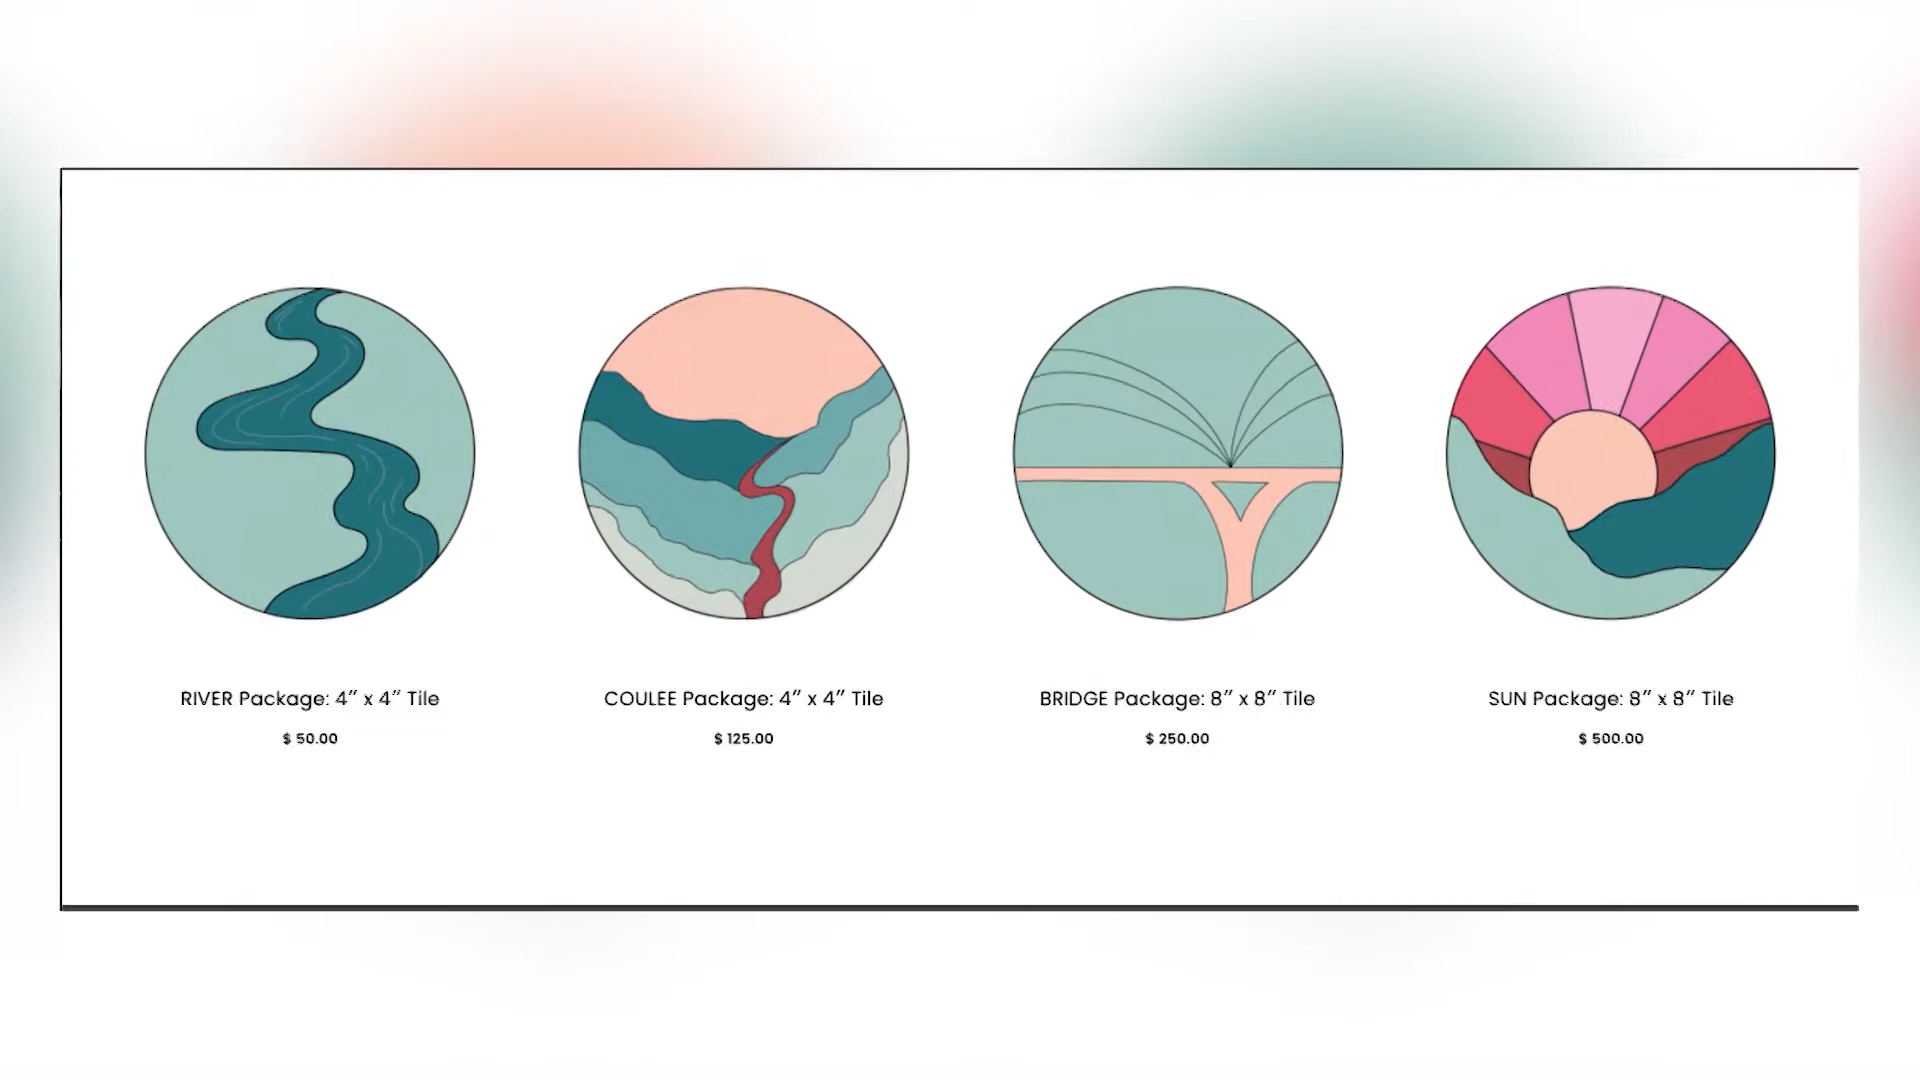 RIVER Package: 4″ x 4″ Tile
$ 50.00
COULEE Package: 4″ x 4″ Tile
$ 125.00
BRIDGE Package: 8″ x 8″ Tile
$ 250.00
SUN Package: 8″ x 8″ Tile
$ 500.00